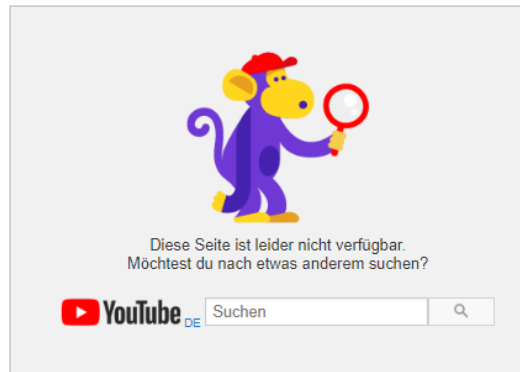 Diese Seite ist leider nicht verfügbar.
Möchtest du nach etwas anderem suchen?
YouTube DE Suchen